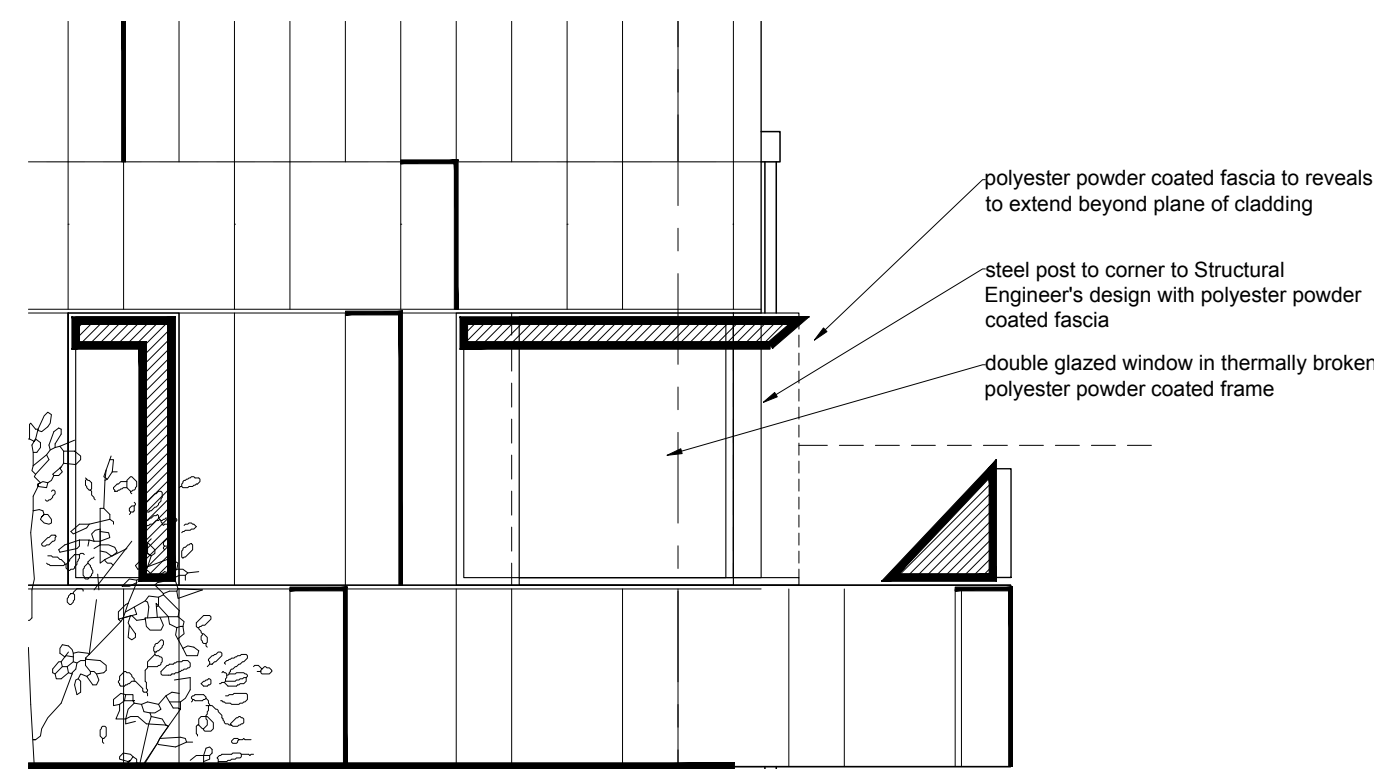 polyester powder coated fascia to reveals
to extend beyond plane of cladding
steel post to corner to Structural
Engineer's design with polyester powder
coated fascia
double glazed window in thermally broken
polyester powder coated frame